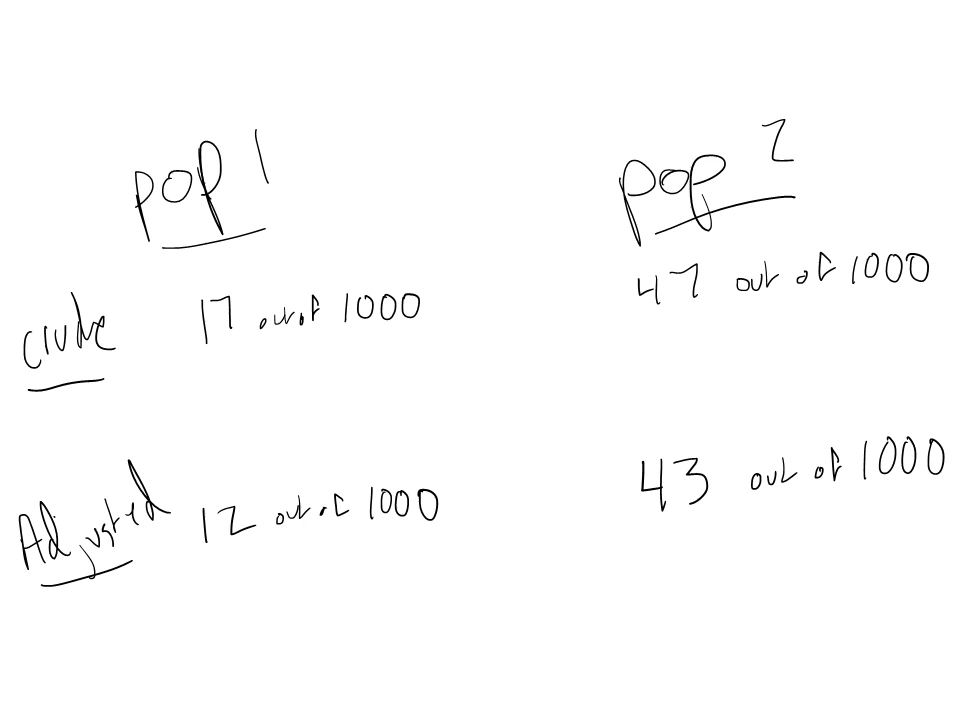 pop 1
pop 2
crude 17 out of 1000
47 out of 1000
Adjusted 12 out of 1000
43 out of 1000